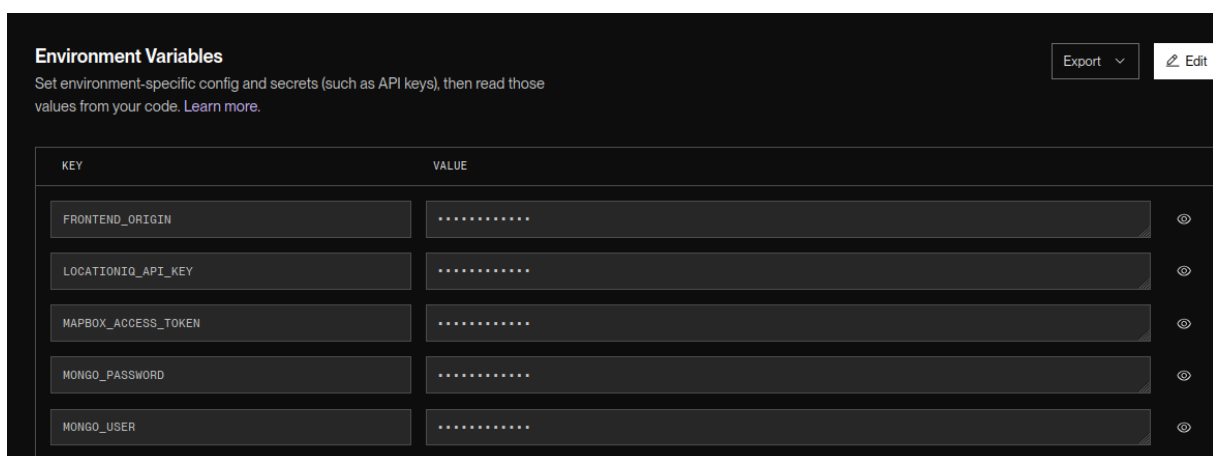 Environment Variables
Export
Edit
Set environment-specific config and secrets (such as API keys), then read those
values from your code. Learn more.
KEY VALUE
FRONTEND_ORIGIN ············
LOCATIONIQ_API_KEY ············
MAPBOX_ACCESS_TOKEN ············
MONGO_PASSWORD ············
MONGO_USER ············